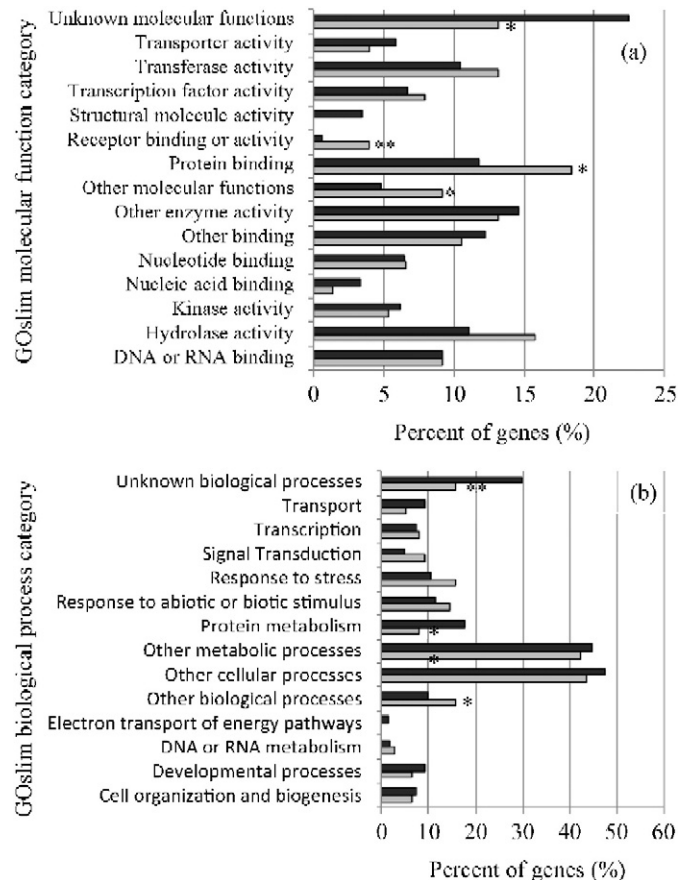 GOslim molecular function category
(a)
Unknown molecular functions
*
Transporter activity
Transferase activity
Transcription factor activity
Structural molecule activity
Receptor binding or activity
**
Protein binding
*
Other molecular functions
*
Other enzyme activity
Other binding
Nucleotide binding
Nucleic acid binding
Kinase activity
Hydrolase activity
DNA or RNA binding
0 5 10 15 20 25
Percent of genes (%)
GOslim biological process category
(b)
Unknown biological processes
**
Transport
Transcription
Signal Transduction
Response to stress
Response to abiotic or biotic stimulus
Protein metabolism
*
Other metabolic processes
*
Other cellular processes
Other biological processes
*
Electron transport of energy pathways
DNA or RNA metabolism
Developmental processes
Cell organization and biogenesis
0 10 20 30 40 50 60
Percent of genes (%)